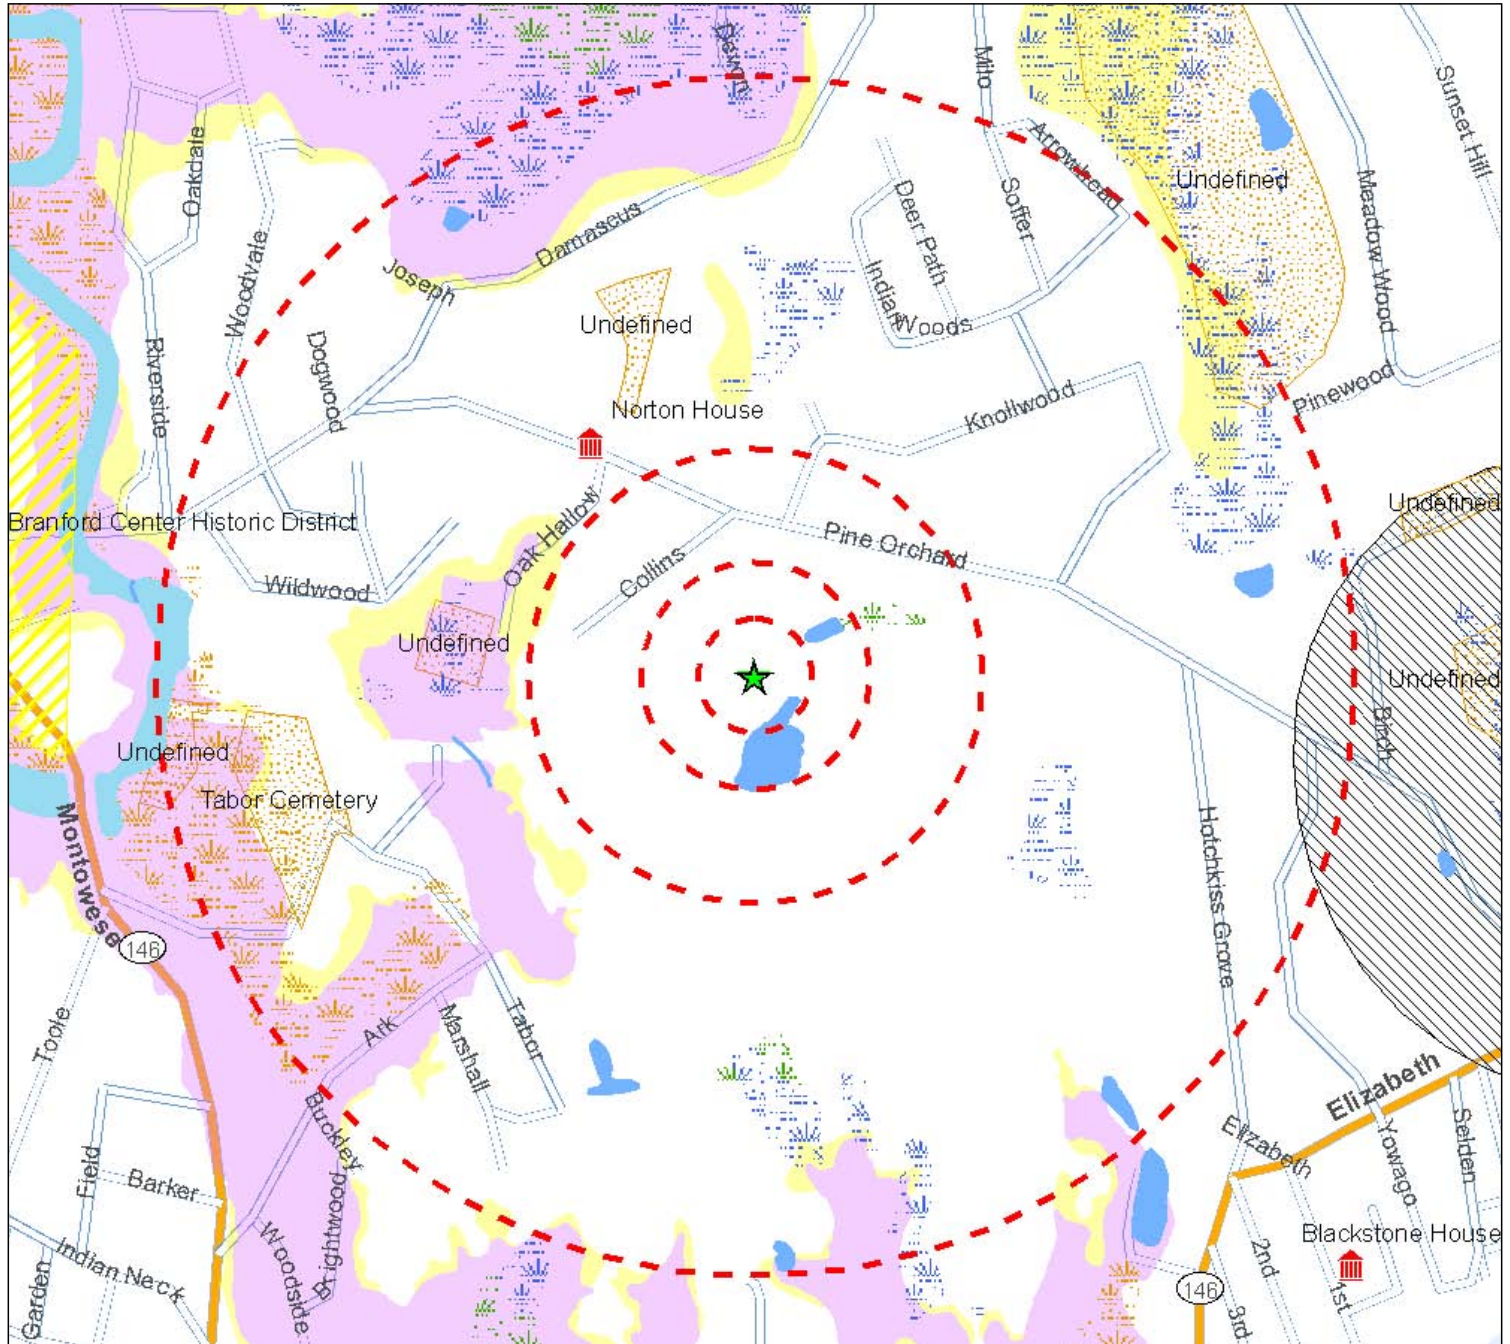 Devon
Milo
Sunset Hill
Oakdale
Arrowhead
Undefined
Meadow Wood
Soffer
Deer Path
Woodvale
Damascus
Joseph
Indian
Woods
Undefined
Riverside
Dogwood
Norton House
Knollwood
Pinewood
Branford Center Historic District
Undefined
Pine Orchard
Oak Hallow
Collins
Wildwood
Undefined
Undefined
Birch
Undefined
Tabor Cemetery
Montowese
146
Hotchkiss Grove
Toole
Ark
Marshall
Tabor
Buckley
Elizabeth
Elizabeth
Yowago
Selden
Field
Barker
Brightwood
Woodside
Indian Neck
Garden
Blackstone House
2nd
1st
146
3rd